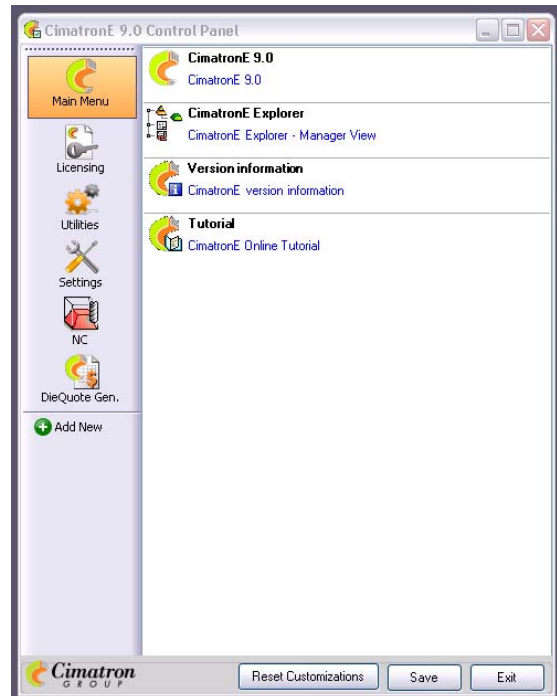 CimatronE 9.0 Control Panel
Main Menu
Licensing
Utilities
Settings
NC
DieQuote Gen.
Add New
CimatronE 9.0
CimatronE 9.0
CimatronE Explorer
CimatronE Explorer - Manager View
Version information
CimatronE version information
Tutorial
CimatronE Online Tutorial
Cimatron
GROUP
Reset Customizations
Save
Exit